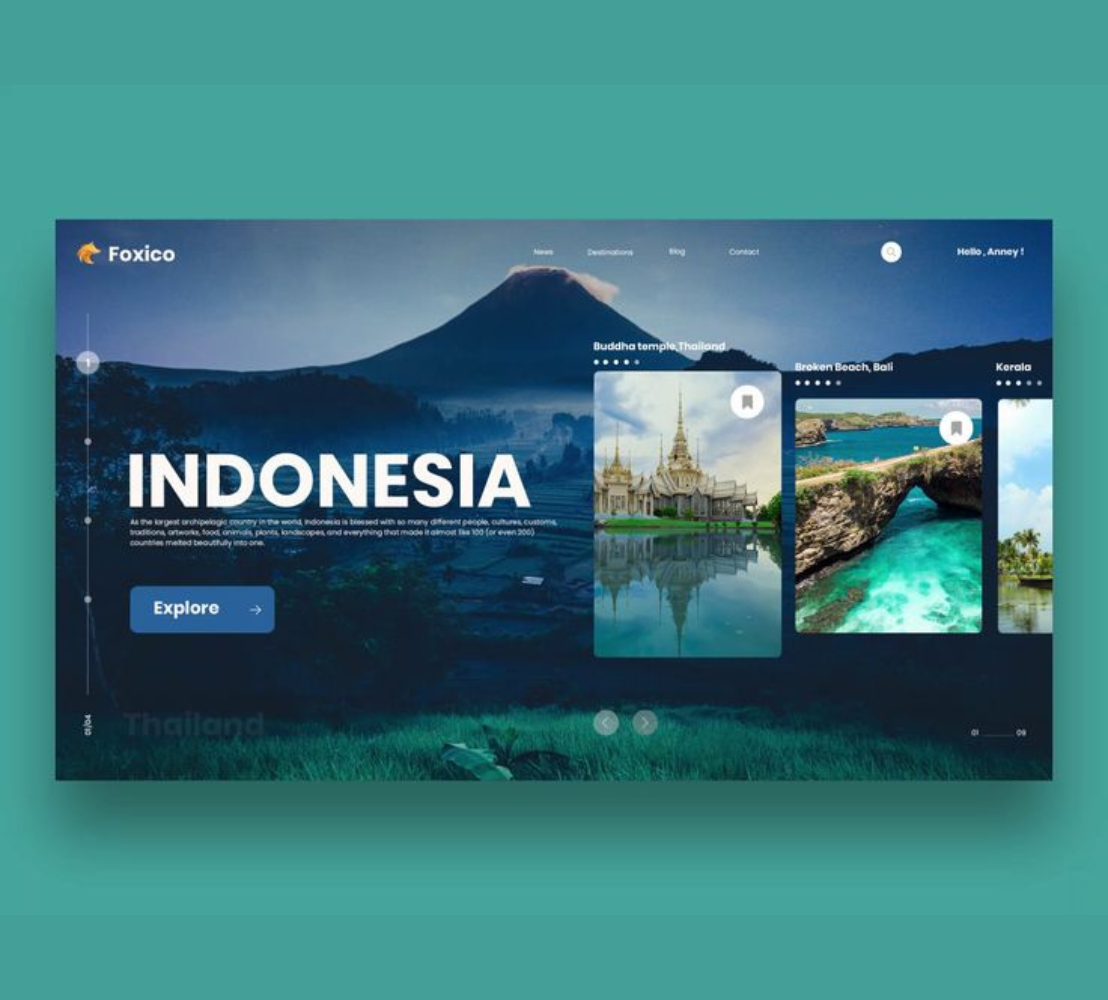 Foxico
News
Destinations
Blog
Contact
Hello , Anney !
1
Buddha temple,Thailand
Broken Beach, Bali
Kerala
INDONESIA
As the largest archipelagic country in the world, Indonesia is blessed with so many different people, cultures, customs,
traditions, artworks, food, animals, plants, landscapes, and everything that made it almost like 100 (or even 200)
countries melted beautifully into one.
Explore
01/04
Thailand
01
09